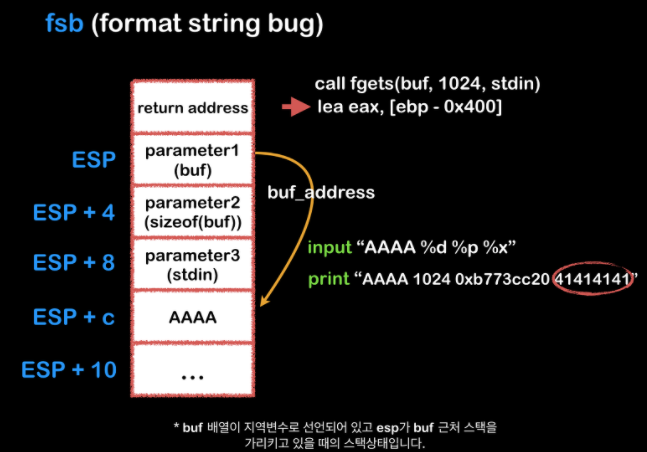 fsb (format string bug)
call fgets(buf, 1024, stdin)
return address
lea eax, [ebp - 0x400]
ESP
parameter1
(buf)
buf_address
ESP + 4
parameter2
(sizeof(buf))
input “AAAA %d %p %x”
ESP + 8
parameter3
(stdin)
print “AAAA 1024 0xb773cc20 41414141”
ESP + c
AAAA
ESP + 10
...
* buf 배열이 지역변수로 선언되어 있고 esp가 buf 근처 스택을
가리키고 있을 때의 스택상태입니다.